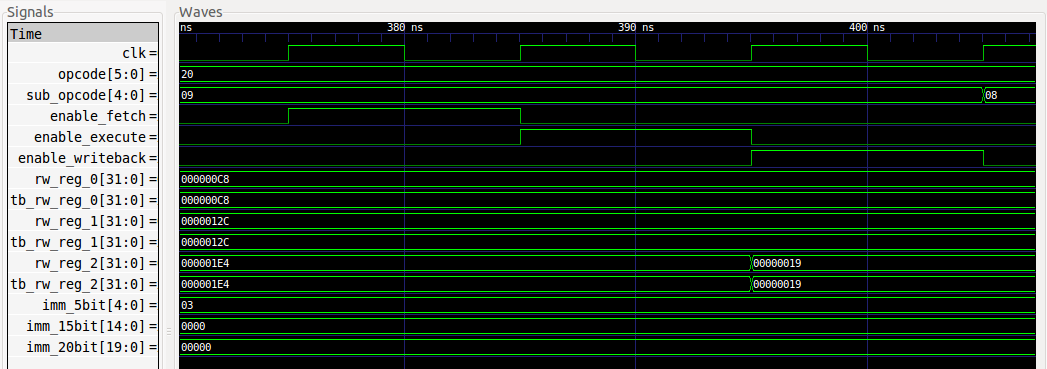 Signals
Waves
Time
ns
380 ns
390 ns
400 ns
clk =
opcode[5:0] =
20
sub_opcode[4:0] =
09
08
enable_fetch =
enable_execute =
enable_writeback =
rw_reg_0[31:0] =
000000C8
tb_rw_reg_0[31:0] =
000000C8
rw_reg_1[31:0] =
0000012C
tb_rw_reg_1[31:0] =
0000012C
rw_reg_2[31:0] =
000001E4
00000019
tb_rw_reg_2[31:0] =
000001E4
00000019
imm_5bit[4:0] =
03
imm_15bit[14:0] =
0000
imm_20bit[19:0] =
00000